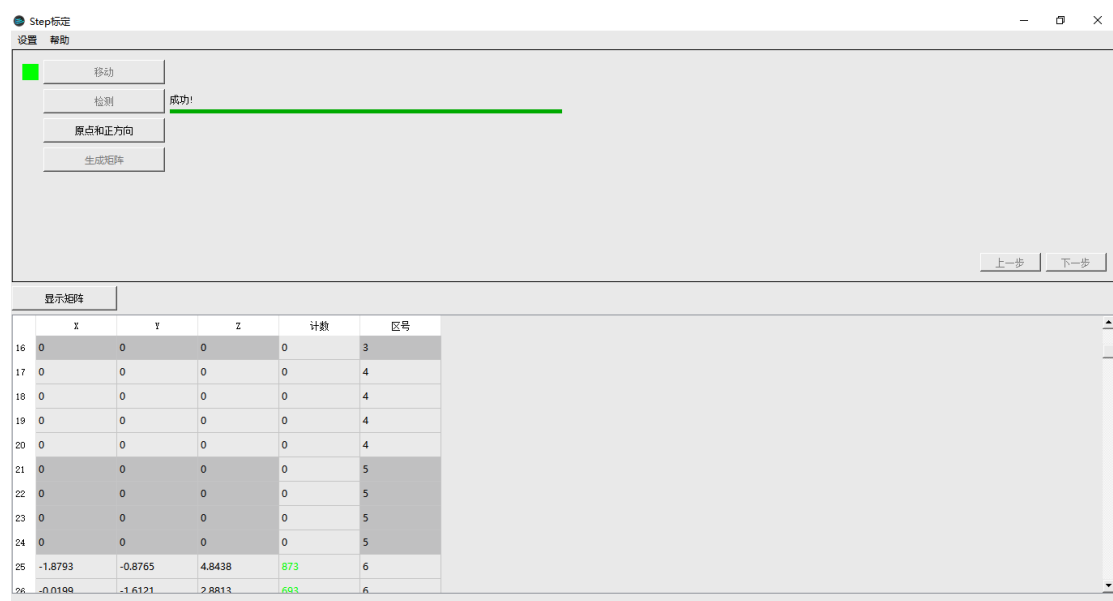 Step标定
设置 帮助
移动
检测 成功!
原点和正方向
生成矩阵
上一步 下一步
显示矩阵
X Y Z 计数 区号
16 0 0 0 0 3
17 0 0 0 0 4
18 0 0 0 0 4
19 0 0 0 0 4
20 0 0 0 0 4
21 0 0 0 0 5
22 0 0 0 0 5
23 0 0 0 0 5
24 0 0 0 0 5
25 -1.8793 -0.8765 4.8438 873 6
26 -0.0199 -1.6121 2.8813 693 6